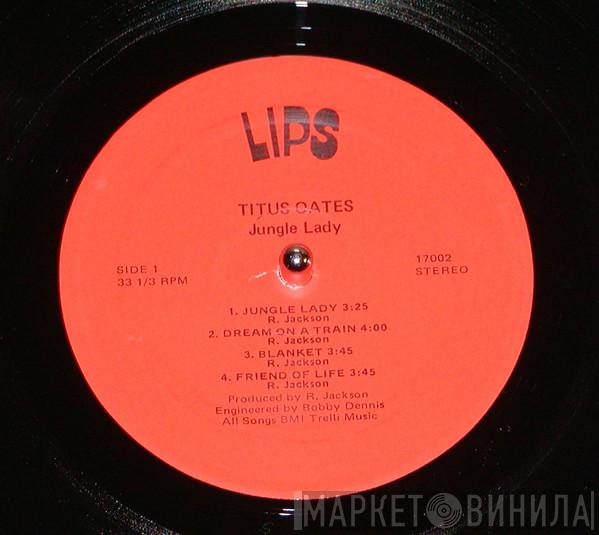 LIPS
TITUS OATES
Jungle Lady
SIDE 1
33 1/3 RPM
17002
STEREO
1. JUNGLE LADY 3:25
R. Jackson
2. DREAM ON A TRAIN 4:00
R. Jackson
3. BLANKET 3:45
R. Jackson
4. FRIEND OF LIFE 3:45
R. Jackson
Produced by R. Jackson
Engineered by Bobby Dennis
All Songs BMI Trelli Music
МАРКЕТ ВИНИЛА